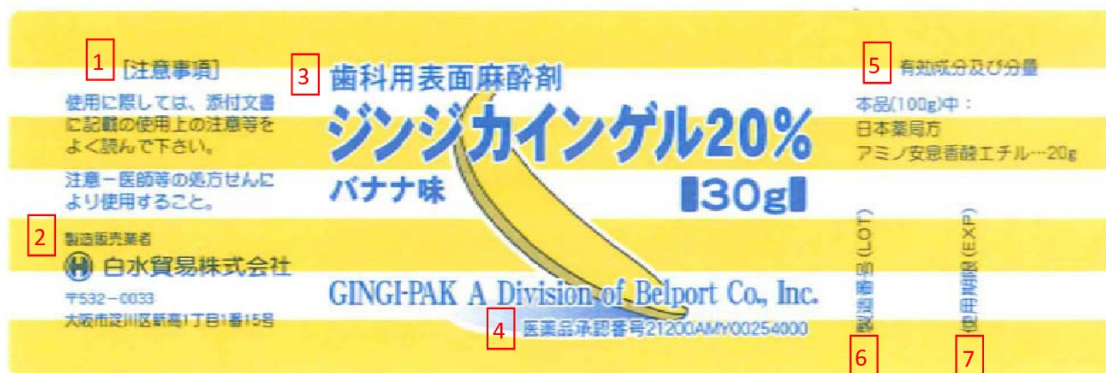 1
[注意事項]
使用に際しては、添付文書
に記載の使用上の注意等を
よく読んで下さい。
注意－医師等の処方せんに
より使用すること。
2
製造販売業者
H 白水貿易株式会社
〒532－0033
大阪市淀川区新高1丁目1番15号
3
歯科用表面麻酔剤
ジンジカインゲル20%
バナナ味
30g
GINGI-PAK A Division of Belport Co., Inc.
4
医薬品承認番号21200AMY00254000
5
有効成分及び分量
本品(100g)中：
日本薬局方
アミノ安息香酸エチル…20g
製造番号(LOT)
6
使用期限(EXP)
7